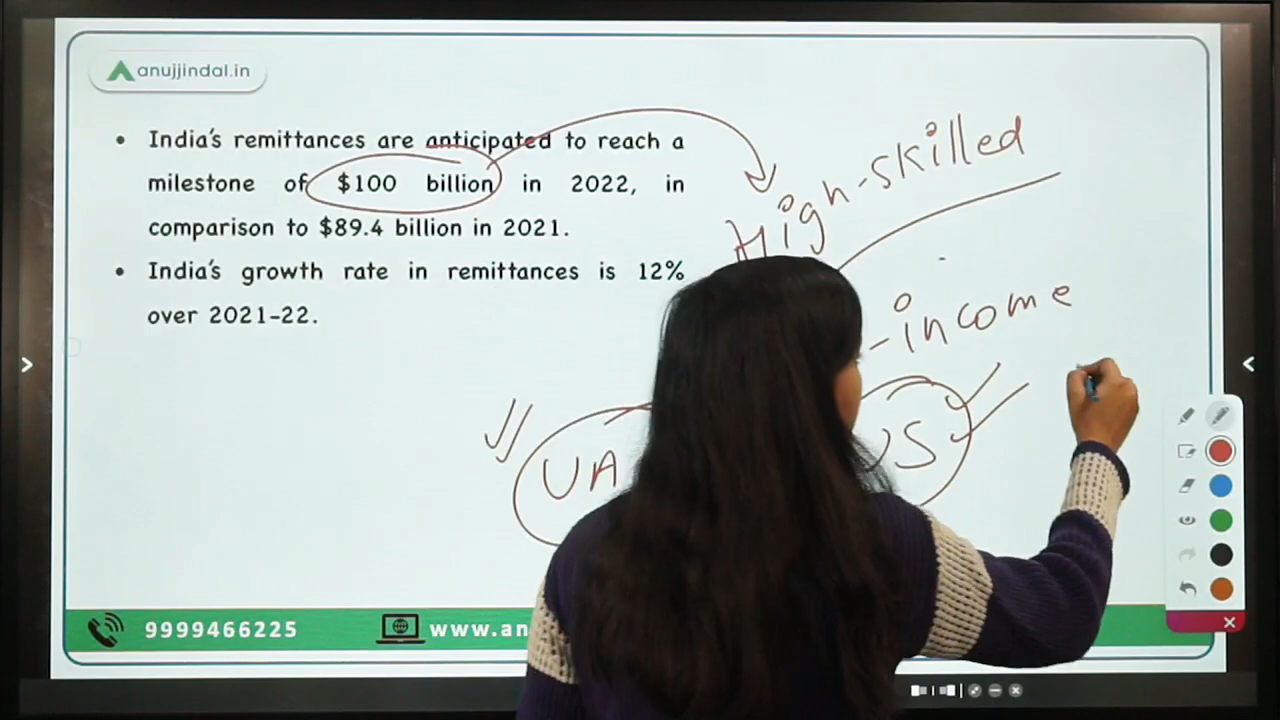 anujjindal.in
India's remittances are anticipated to reach a
milestone of $100 billion in 2022, in
comparison to $89.4 billion in 2021.
India's growth rate in remittances is 12%
over 2021-22.
High-skilled
-income
UA
US
9999466225
www.an